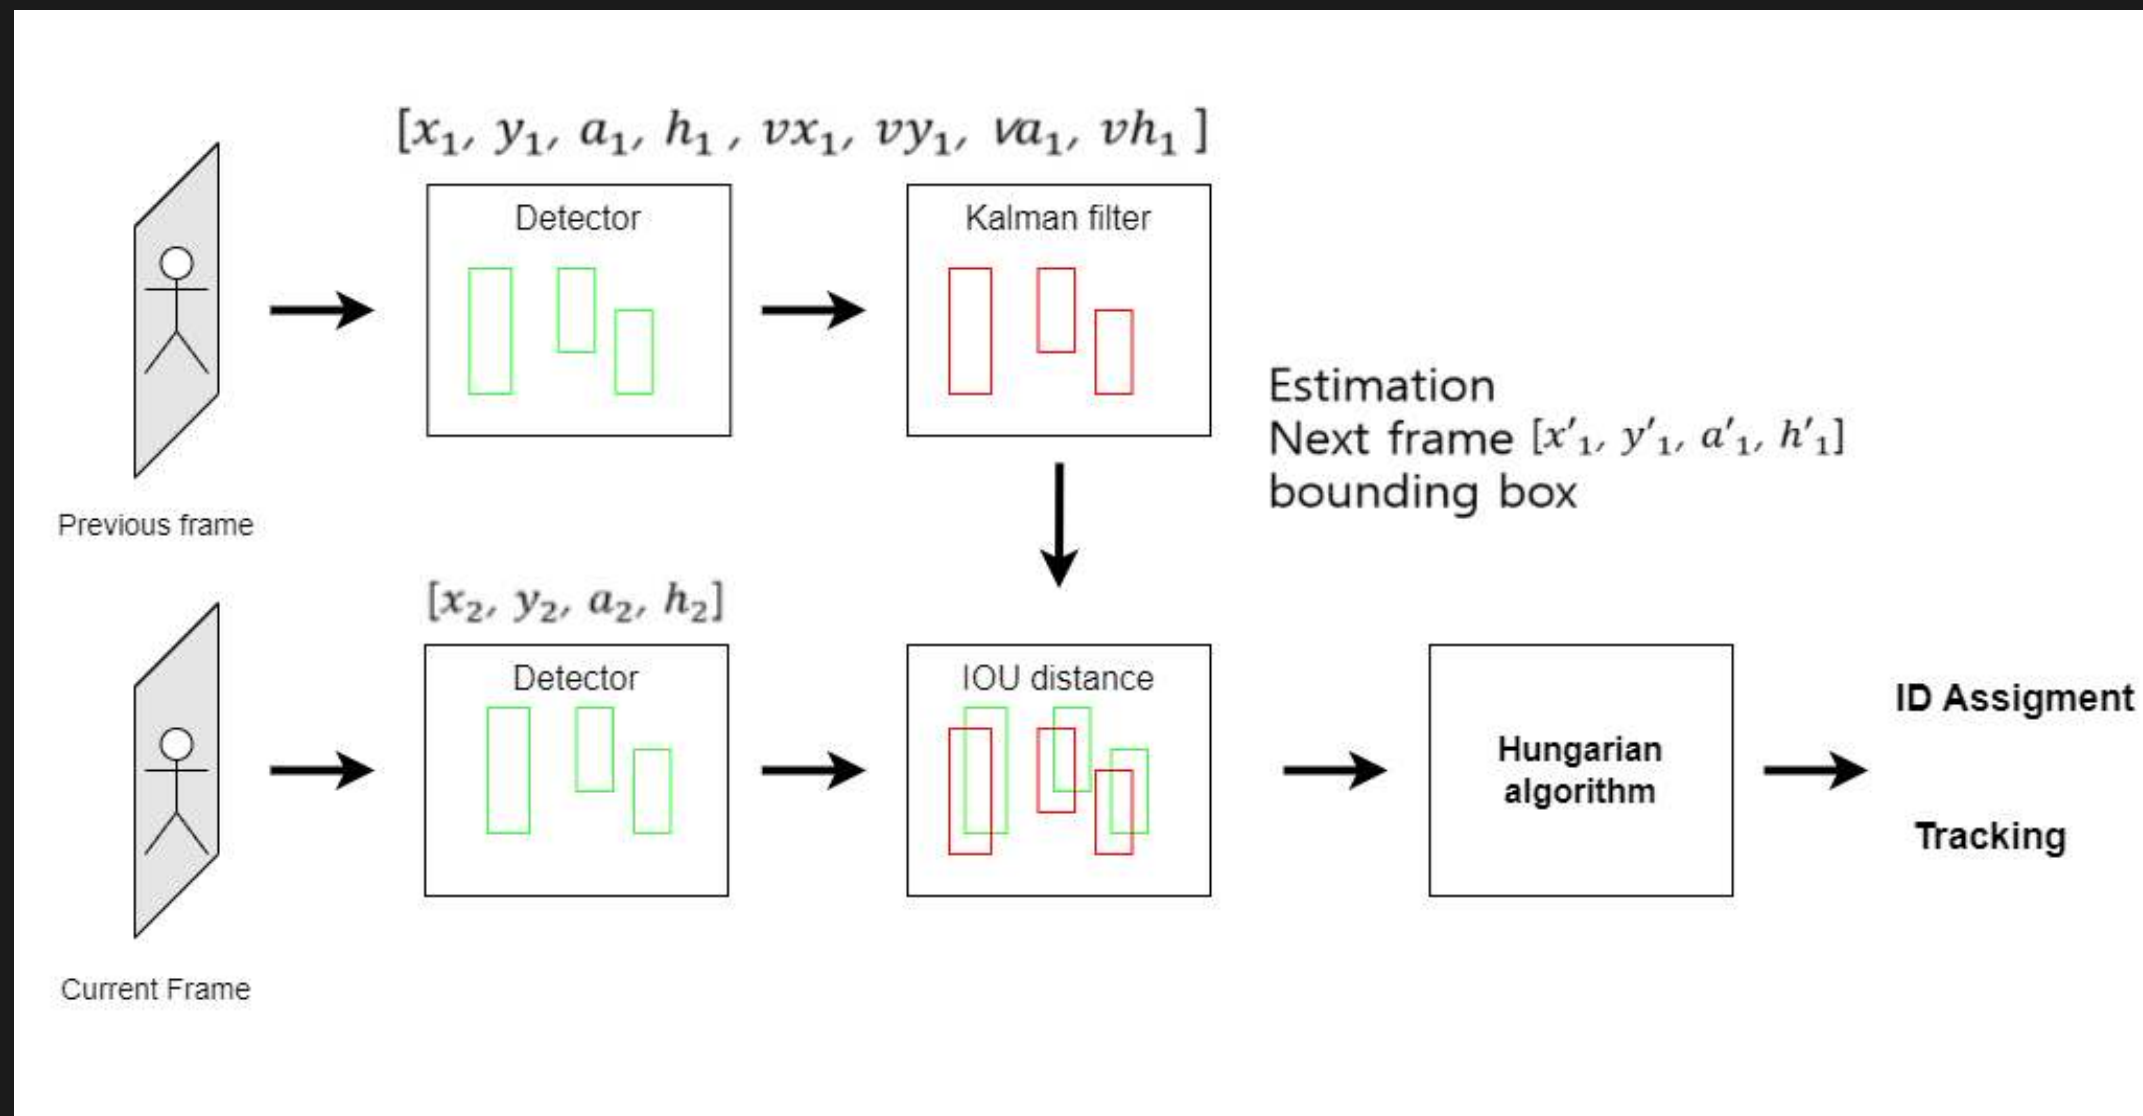 [x₁, y₁, a₁, h₁ , vx₁, vy₁, va₁, vh₁ ]
Detector
Kalman filter
Estimation
Next frame [x′₁, y′₁, a′₁, h′₁]
bounding box
Previous frame
[x₂, y₂, a₂, h₂]
Detector
IOU distance
Hungarian
algorithm
ID Assigment
Tracking
Current Frame